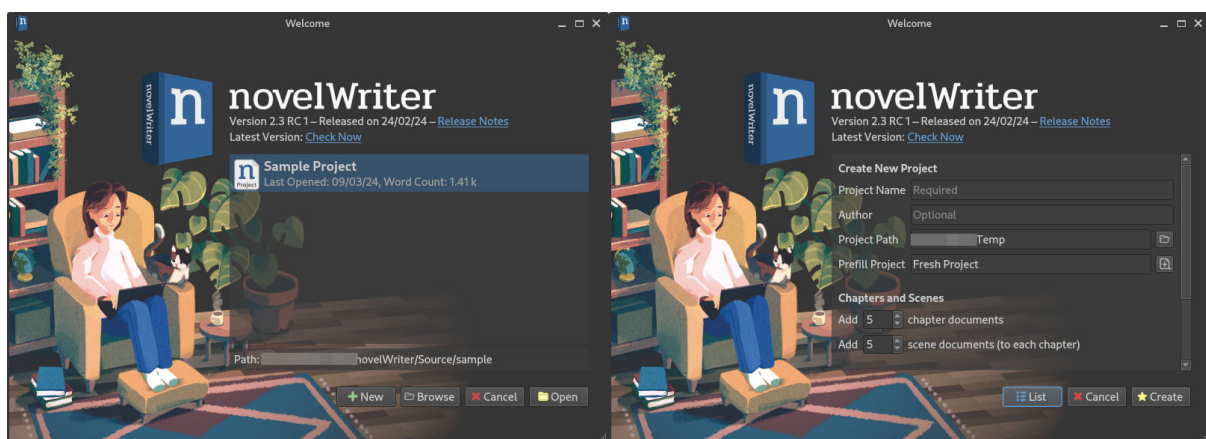 Welcome
novelWriter
n
novelWriter
Version 2.3 RC 1 – Released on 24/02/24 – Release Notes
Latest Version: Check Now
n
Project
Sample Project
Last Opened: 09/03/24, Word Count: 1.41 k
Path: novelWriter/Source/sample
New
Browse
Cancel
Open
Welcome
novelWriter
n
novelWriter
Version 2.3 RC 1 – Released on 24/02/24 – Release Notes
Latest Version: Check Now
Create New Project
Project Name Required
Author Optional
Project Path Temp
Prefill Project Fresh Project
Chapters and Scenes
Add 5 chapter documents
Add 5 scene documents (to each chapter)
List
Cancel
Create